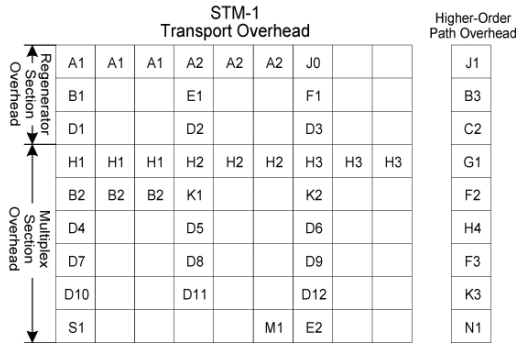 STM-1
Transport Overhead
Higher-Order
Path Overhead
Regenerator
Section
Overhead
A1 A1 A1 A2 A2 A2 J0
J1
B1 E1 F1
B3
D1 D2 D3
C2
Multiplex
Section
Overhead
H1 H1 H1 H2 H2 H2 H3 H3 H3
G1
B2 B2 B2 K1 K2
F2
D4 D5 D6
H4
D7 D8 D9
F3
D10 D11 D12
K3
S1 M1 E2
N1